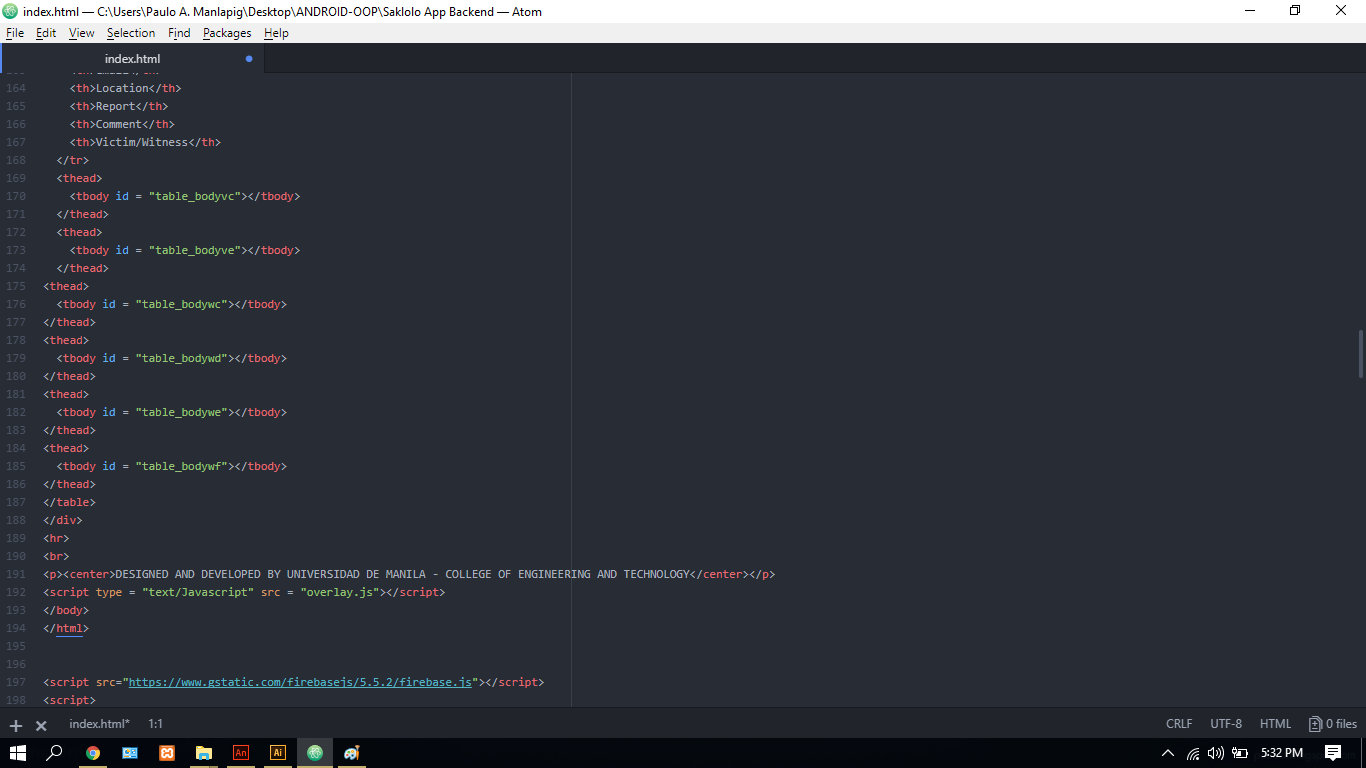 index.html — C:\Users\Paulo A. Manlapig\Desktop\ANDROID-OOP\Saklolo App Backend — Atom
File Edit View Selection Find Packages Help
index.html
164 <th>Location</th>
165 <th>Report</th>
166 <th>Comment</th>
167 <th>Victim/Witness</th>
168 </tr>
169 <thead>
170 <tbody id = "table_bodyvc"></tbody>
171 </thead>
172 <thead>
173 <tbody id = "table_bodyve"></tbody>
174 </thead>
175 <thead>
176 <tbody id = "table_bodywc"></tbody>
177 </thead>
178 <thead>
179 <tbody id = "table_bodywd"></tbody>
180 </thead>
181 <thead>
182 <tbody id = "table_bodywe"></tbody>
183 </thead>
184 <thead>
185 <tbody id = "table_bodywf"></tbody>
186 </thead>
187 </table>
188 </div>
189 <hr>
190 <br>
191 <p><center>DESIGNED AND DEVELOPED BY UNIVERSIDAD DE MANILA - COLLEGE OF ENGINEERING AND TECHNOLOGY</center></p>
192 <script type = "text/Javascript" src = "overlay.js"></script>
193 </body>
194 </html>
195
196
197 <script src="https://www.gstatic.com/firebasejs/5.5.2/firebase.js"></script>
198 <script>
index.html* 1:1 CRLF UTF-8 HTML 0 files
An Ai 5:32 PM